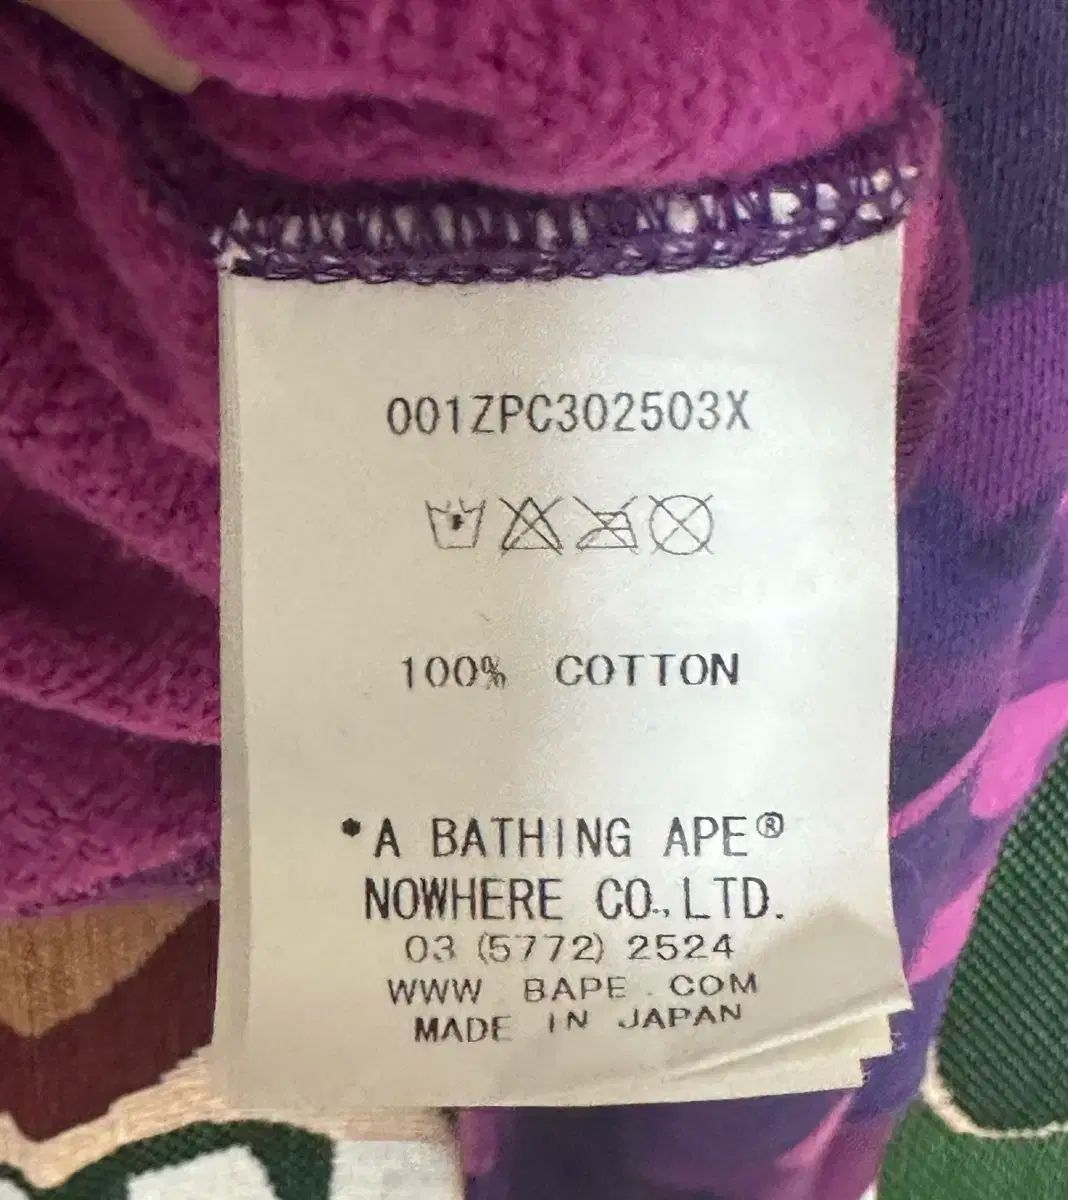 001ZPC302503X
100% COTTON
*A BATHING APE®
NOWHERE CO.,LTD.
03 (5772) 2524
WWW BAPE . COM
MADE IN JAPAN